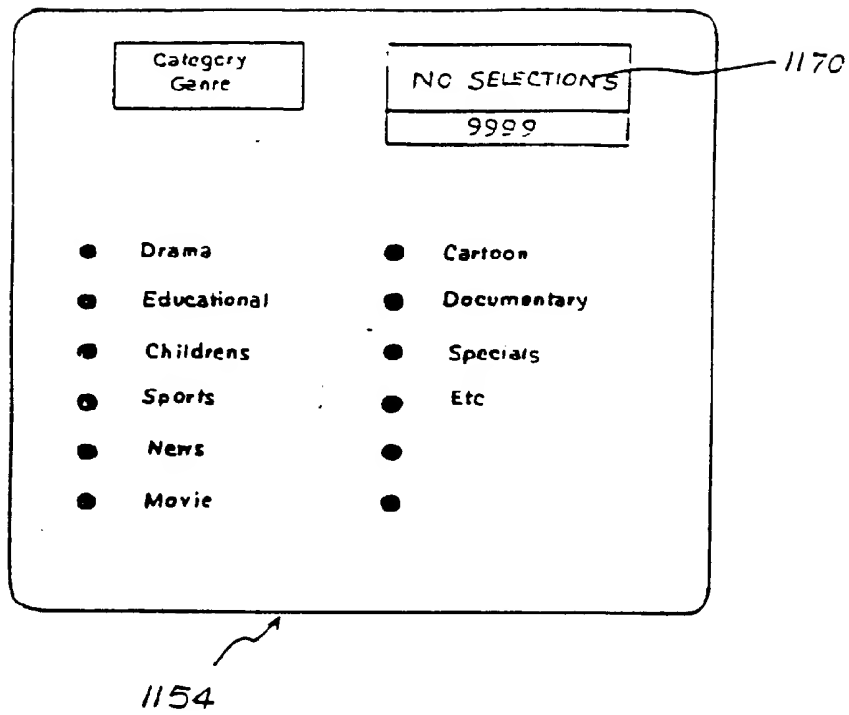 Category
Genre
NO SELECTIONS
1170
9999
Drama
Educational
Childrens
Sports
News
Movie
Cartoon
Documentary
Specials
Etc
1154